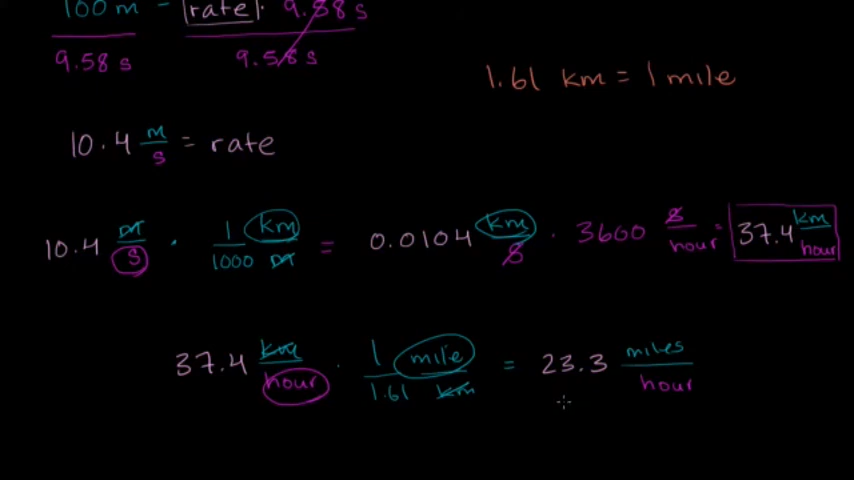 100 m = rate · 9.58 s
9.58 s 9.58 s
1.61 km = 1 mile
10.4 m/s = rate
10.4 m/s · 1 km/1000 m = 0.0104 km/s · 3600 s/hour = 37.4 km/hour
37.4 km/hour · 1 mile/1.61 km = 23.3 miles/hour